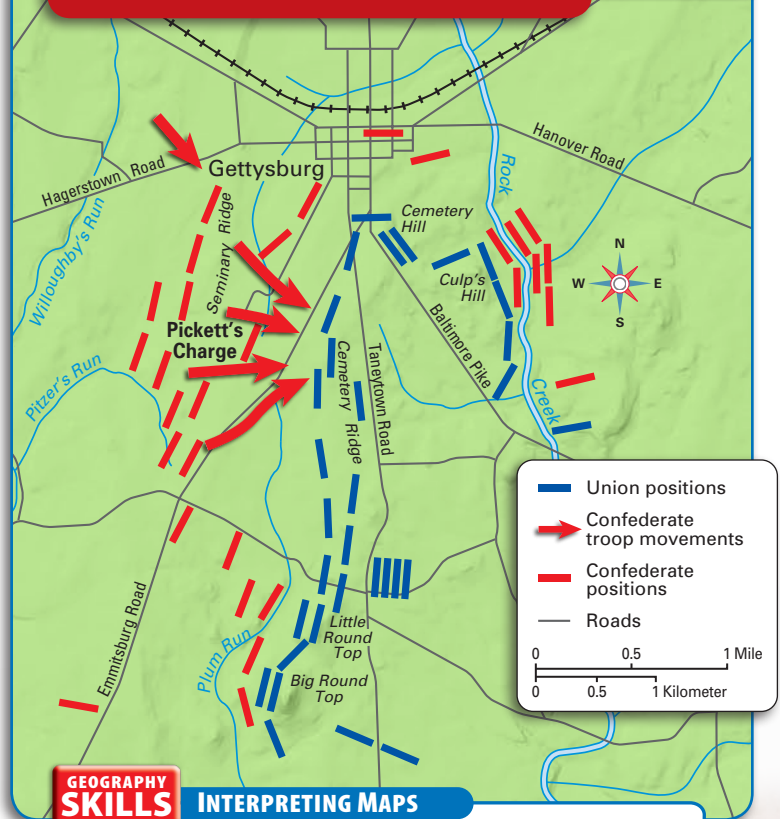 Hanover Road
Hagerstown Road
Gettysburg
Rock
Creek
Willoughby's Run
Seminary Ridge
Cemetery
Hill
Culp's
Hill
N
W
E
S
Pickett's
Charge
Baltimore Pike
Pitzer's Run
Cemetery Ridge
Taneytown Road
Union positions
Confederate
troop movements
Confederate
positions
Roads
0 0.5 1 Mile
0 0.5 1 Kilometer
Emmitsburg Road
Little
Round
Top
Plum Run
Big Round
Top
GEOGRAPHY
SKILLS
INTERPRETING MAPS